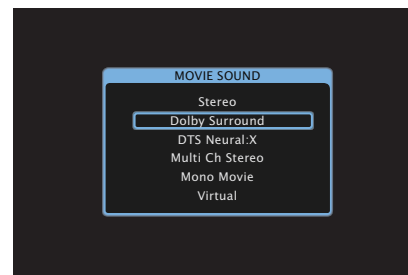 MOVIE SOUND
Stereo
Dolby Surround
DTS Neural:X
Multi Ch Stereo
Mono Movie
Virtual